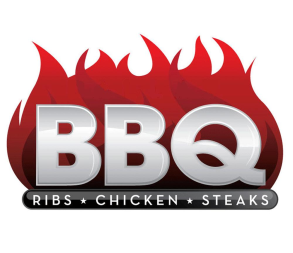 BBQ
RIBS ★ CHICKEN ★ STEAKS